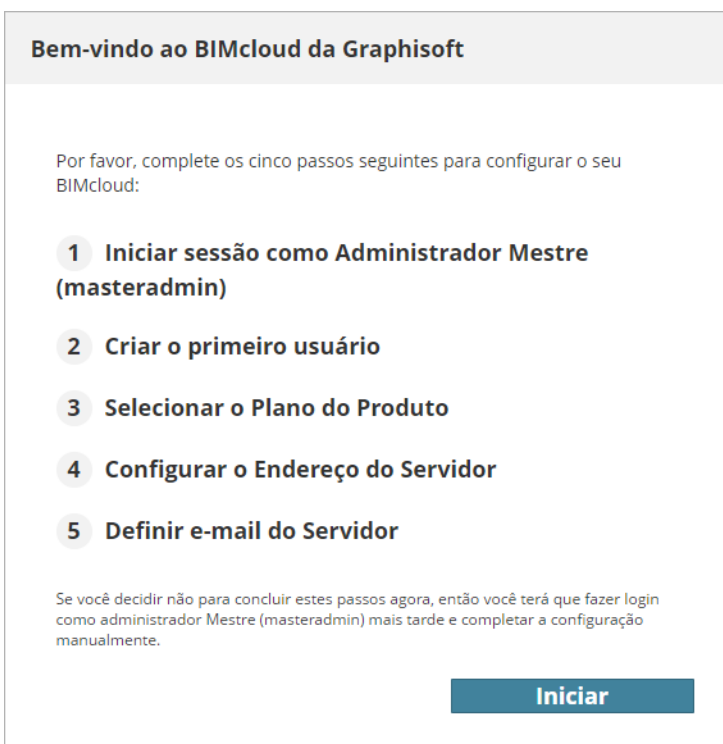 Bem-vindo ao BIMcloud da Graphisoft
Por favor, complete os cinco passos seguintes para configurar o seu
BIMcloud:
1 Iniciar sessão como Administrador Mestre
(masteradmin)
2 Criar o primeiro usuário
3 Selecionar o Plano do Produto
4 Configurar o Endereço do Servidor
5 Definir e-mail do Servidor
Se você decidir não para concluir estes passos agora, então você terá que fazer login
como administrador Mestre (masteradmin) mais tarde e completar a configuração
manualmente.
Iniciar